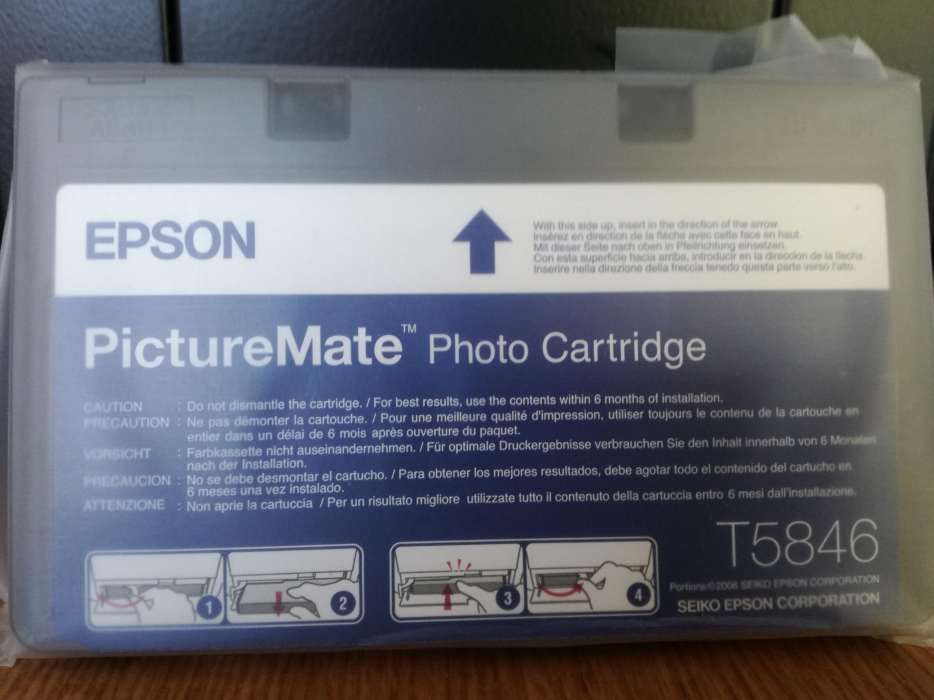 EPSON
With this side up, insert in the direction of the arrow.
Insérez en direction de la flèche avec cette face en haut.
Mit dieser Seite nach oben in Pfeilrichtung einsetzen.
Con esta superficie hacia arriba, introducir en la direccion de la flecha.
Inserire nella direzione della freccia tenedo questa parte verso l'alto.
PictureMate™ Photo Cartridge
CAUTION : Do not dismantle the cartridge. / For best results, use the contents within 6 months of installation.
PRECAUTION : Ne pas démonter la cartouche. / Pour une meilleure qualité d'impression, utiliser toujours le contenu de la cartouche en
entier dans un délai de 6 mois après ouverture du paquet.
VORSICHT : Farbkassette nicht auseinandernehmen. / Für optimale Druckergebnisse verbrauchen Sie den Inhalt innerhalb von 6 Monaten
nach der Installation.
PRECAUCION : No se debe desmontar el cartucho. / Para obtener los mejores resultados, debe agotar todo el contenido del cartucho en
6 meses una vez instalado.
ATTENZIONE : Non aprie la cartuccia / Per un risultato migliore utilizzate tutto il contenuto della cartuccia entro 6 mesi dall'installazione.
T5846
1 2 3 4
Portions©2006 SEIKO EPSON CORPORATION
SEIKO EPSON CORPORATION